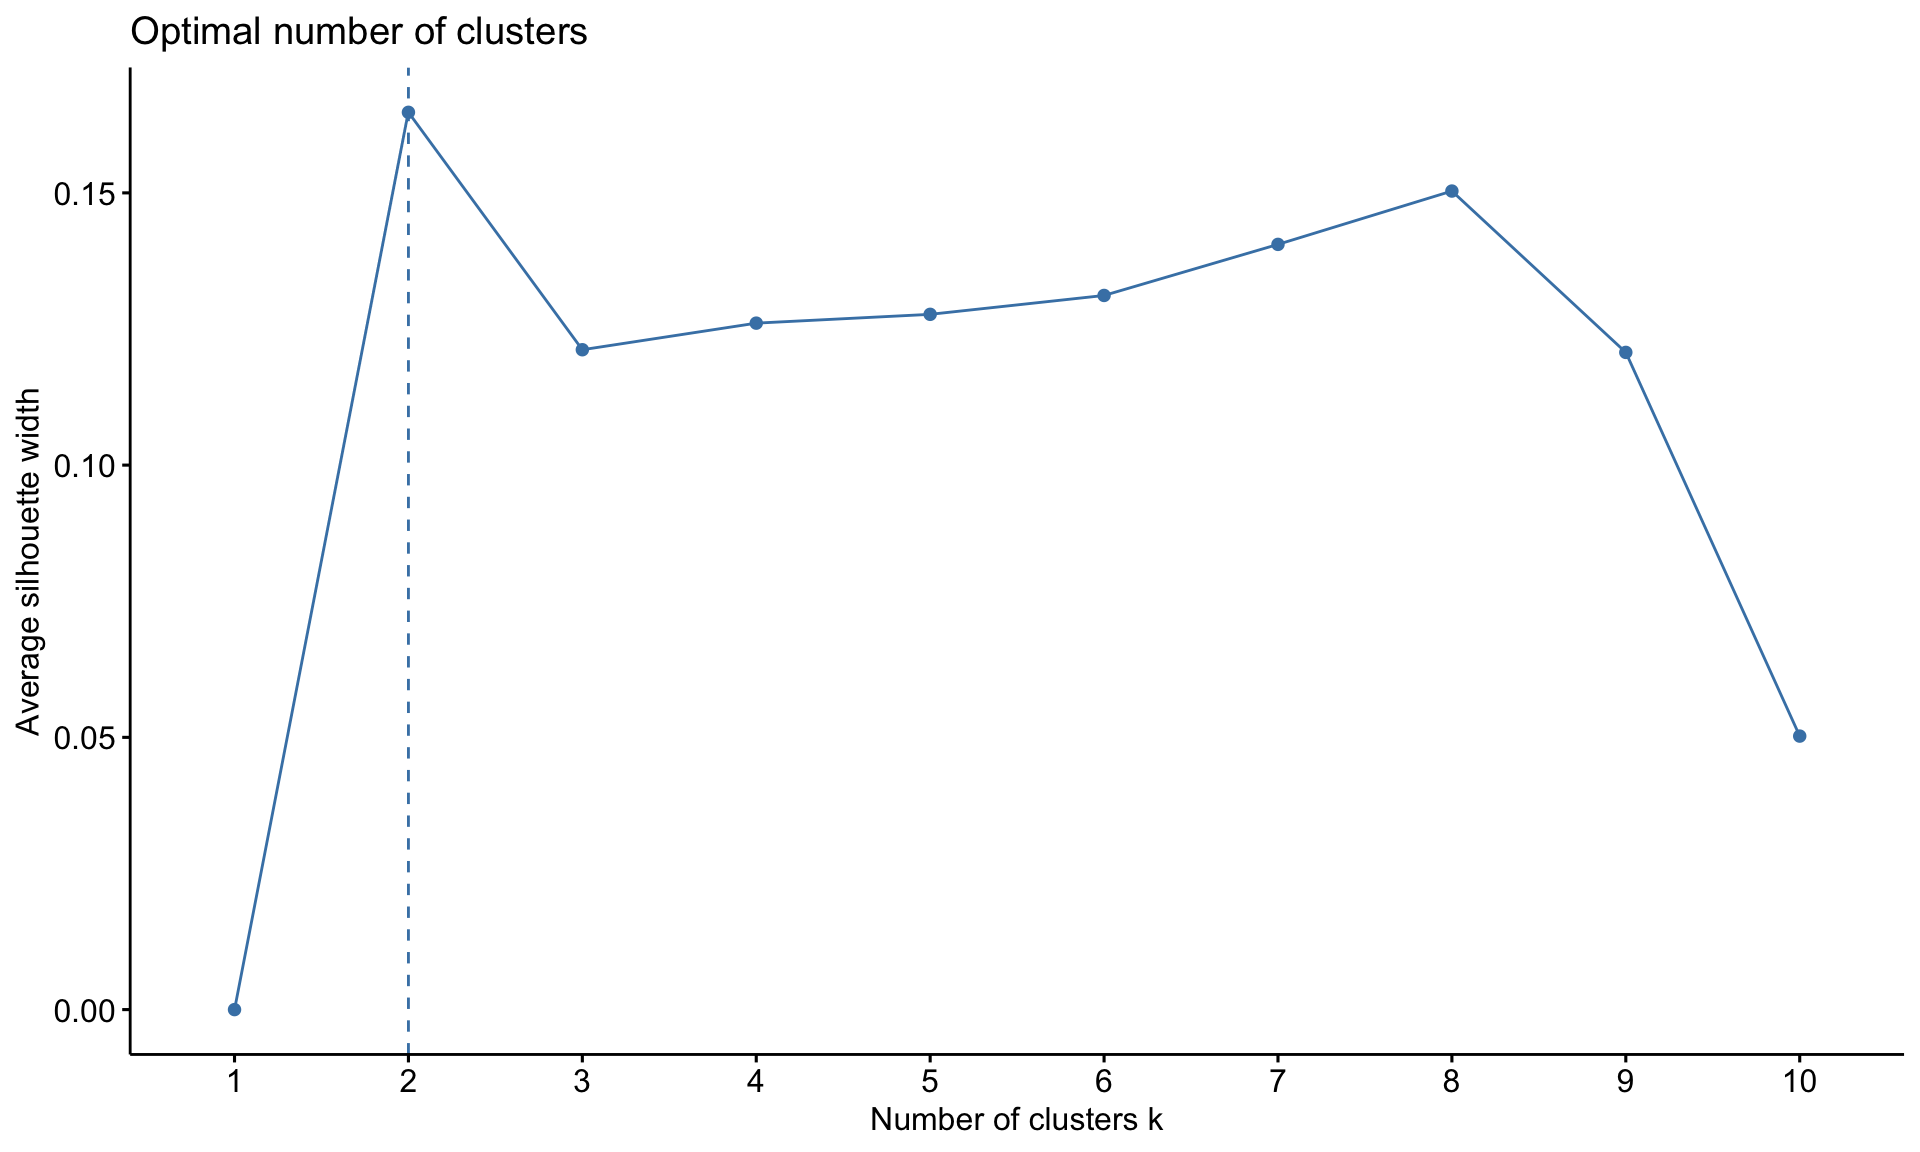 Optimal number of clusters
Average silhouette width
0.15
0.10
0.05
0.00
1 2 3 4 5 6 7 8 9 10
Number of clusters k